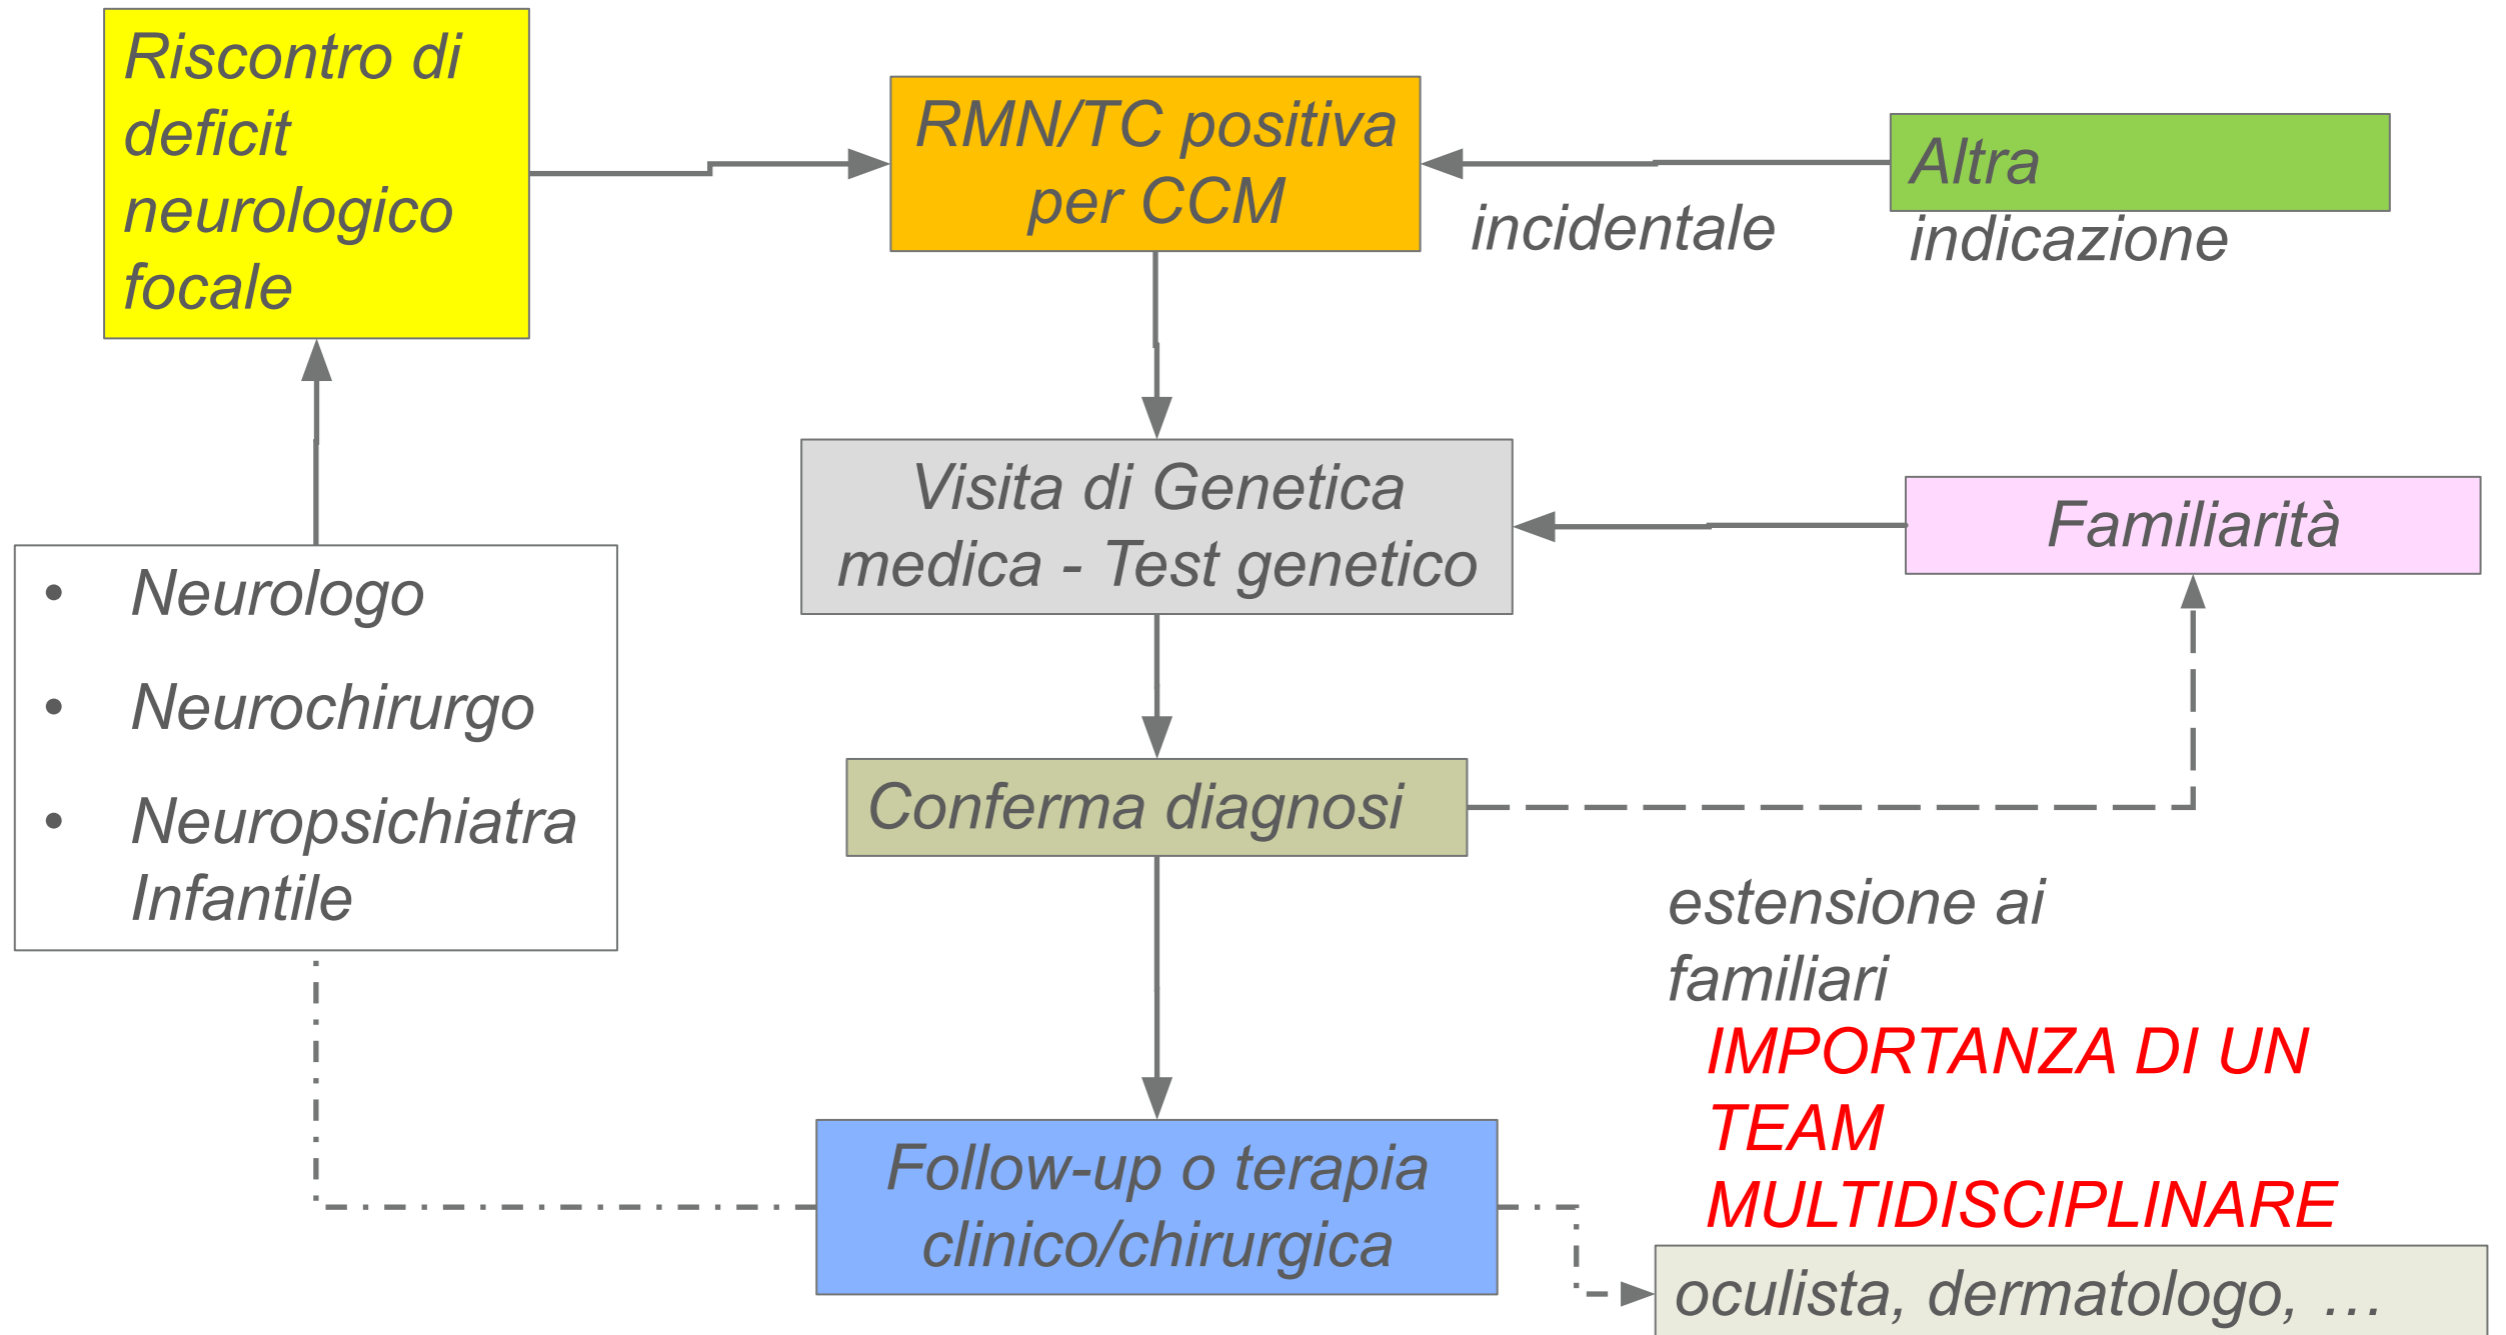 Riscontro di
deficit
neurologico
focale
RMN/TC positiva
per CCM
incidentale
Altra
indicazione
Visita di Genetica
medica - Test genetico
Familiarità
• Neurologo
• Neurochirurgo
• Neuropsichiatra
Infantile
Conferma diagnosi
estensione ai
familiari
IMPORTANZA DI UN
TEAM
MULTIDISCIPLINARE
Follow-up o terapia
clinico/chirurgica
oculista, dermatologo, …